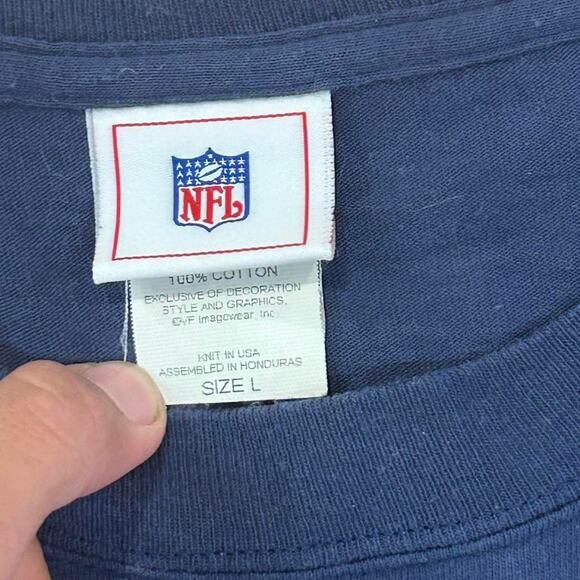 NFL
100% COTTON
EXCLUSIVE OF DECORATION
STYLE AND GRAPHICS.
©VF Imagewear, Inc.
KNIT IN USA
ASSEMBLED IN HONDURAS
SIZE L